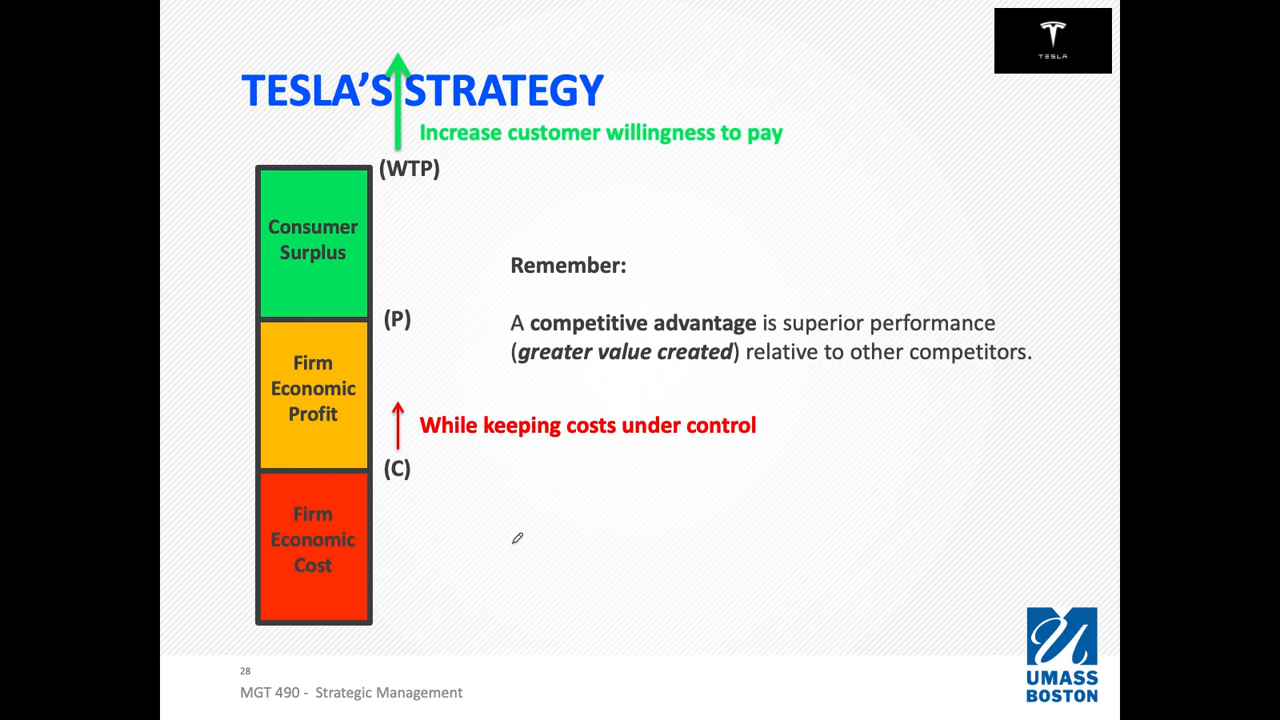 TESLA
TESLA'S STRATEGY
Increase customer willingness to pay
(WTP)
Consumer
Surplus
Remember:
(P)
A competitive advantage is superior performance
(greater value created) relative to other competitors.
Firm
Economic
Profit
While keeping costs under control
(C)
Firm
Economic
Cost
28
MGT 490 - Strategic Management
UMASS
BOSTON